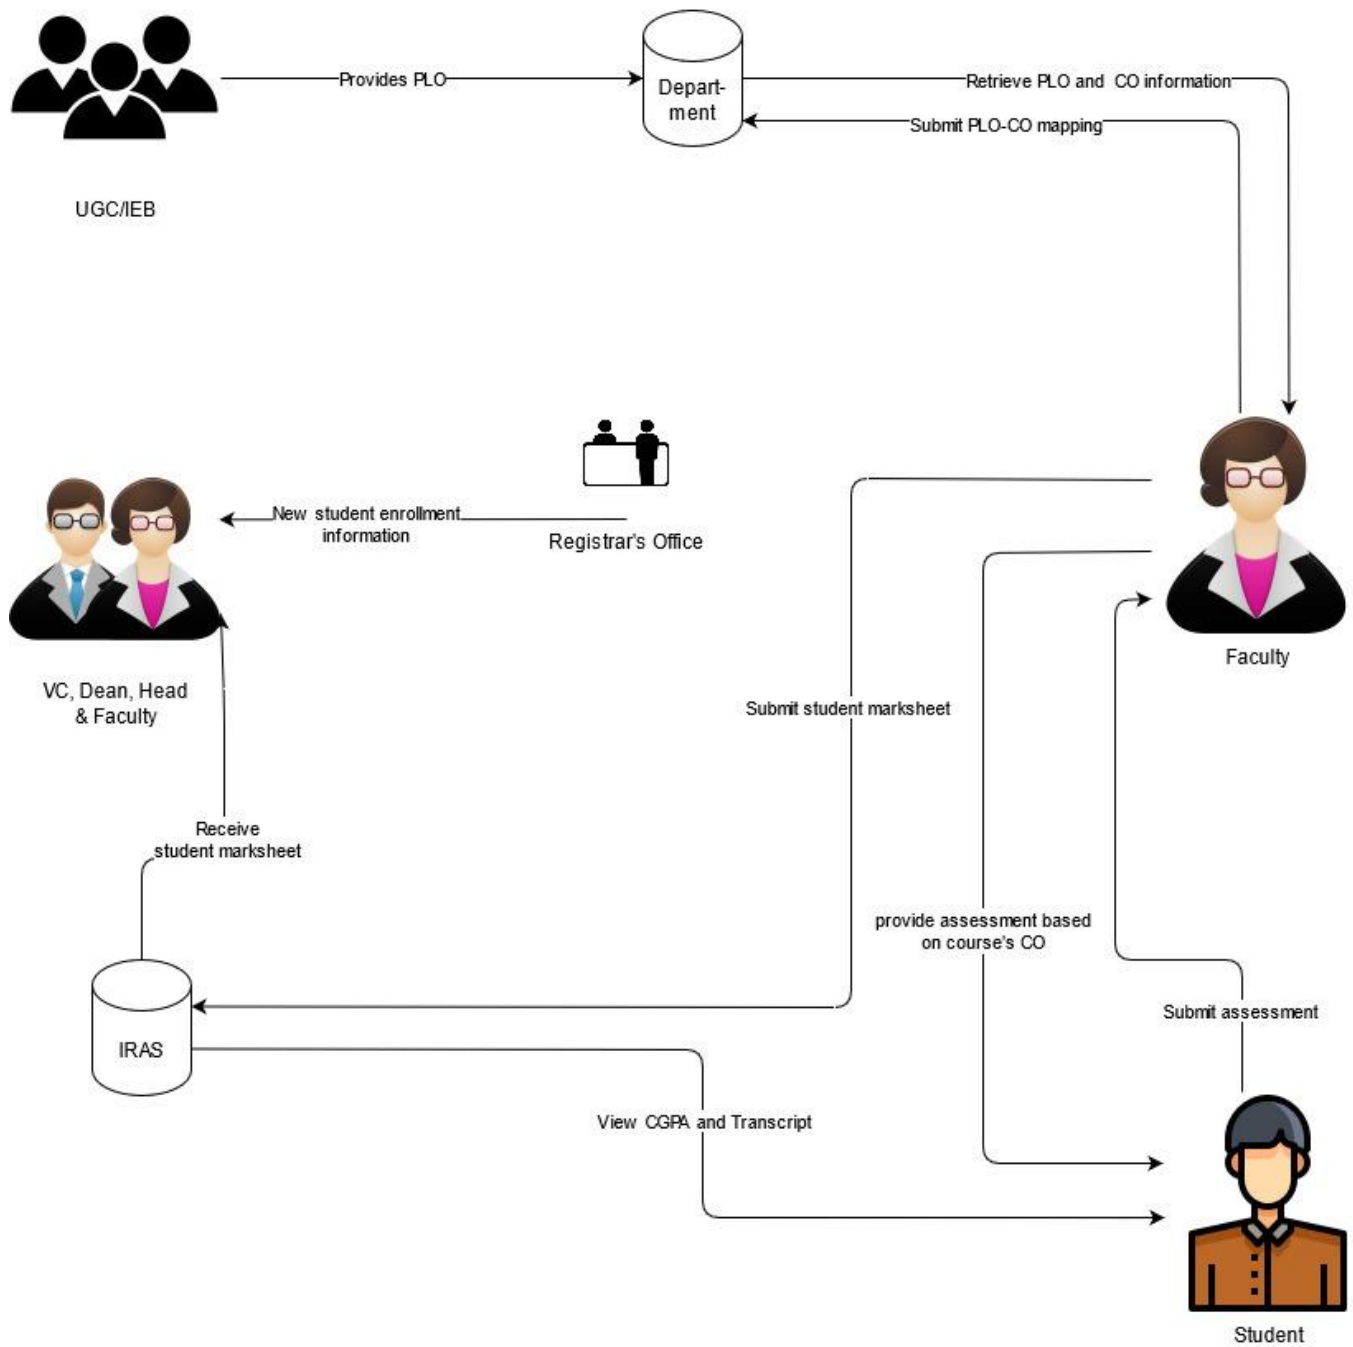 Provides PLO
Depart-
ment
Retrieve PLO and CO information
Submit PLO-CO mapping
UGC/IEB
New student enrollment
information
Registrar's Office
Faculty
VC, Dean, Head
& Faculty
Submit student marksheet
Receive
student marksheet
provide assessment based
on course's CO
Submit assessment
IRAS
View CGPA and Transcript
Student